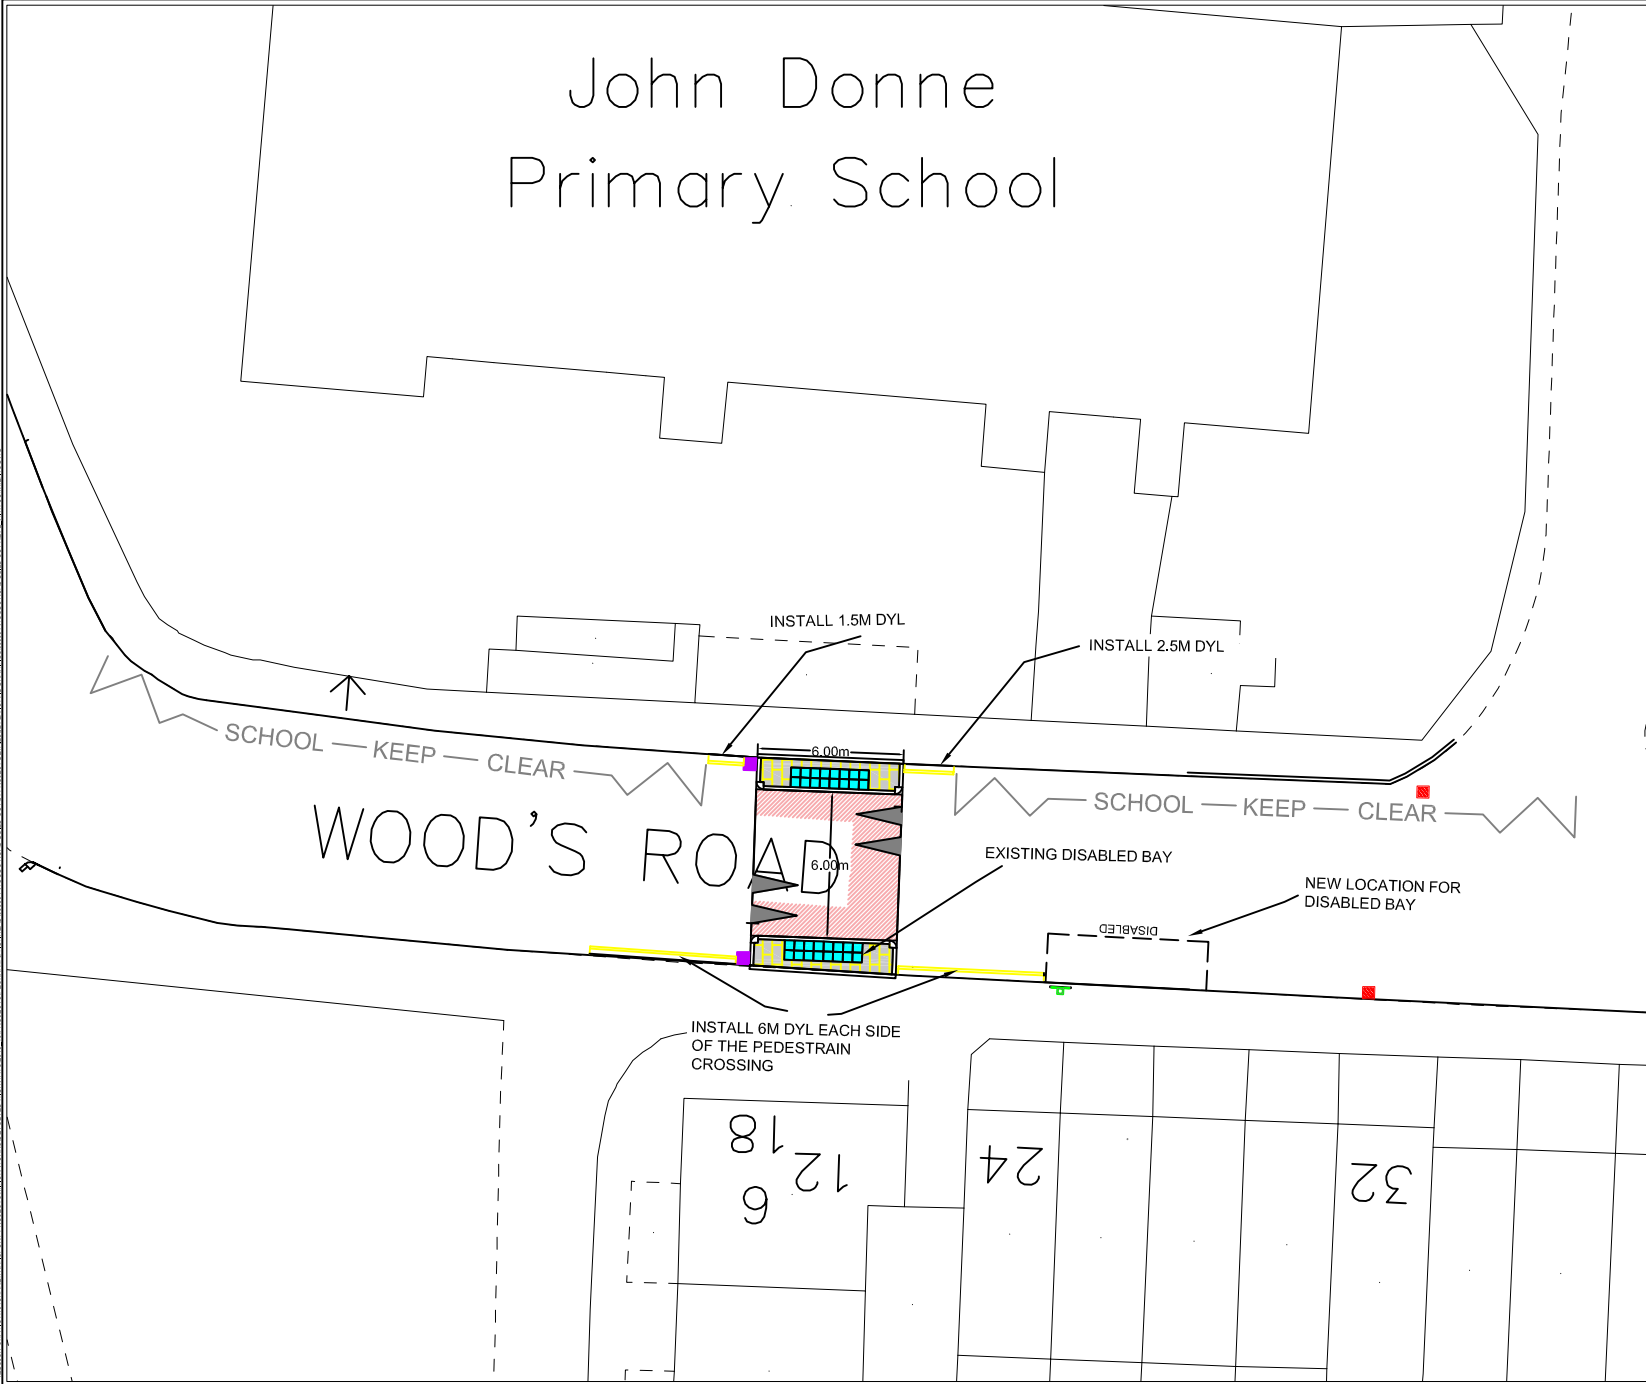 John Donne
Primary School
INSTALL 1.5M DYL
INSTALL 2.5M DYL
SCHOOL KEEP CLEAR
6.00m
SCHOOL KEEP CLEAR
WOOD'S ROAD
6.00m
EXISTING DISABLED BAY
NEW LOCATION FOR
DISABLED BAY
DISABLED
INSTALL 6M DYL EACH SIDE
OF THE PEDESTRAIN
CROSSING
18
12
6
24
32